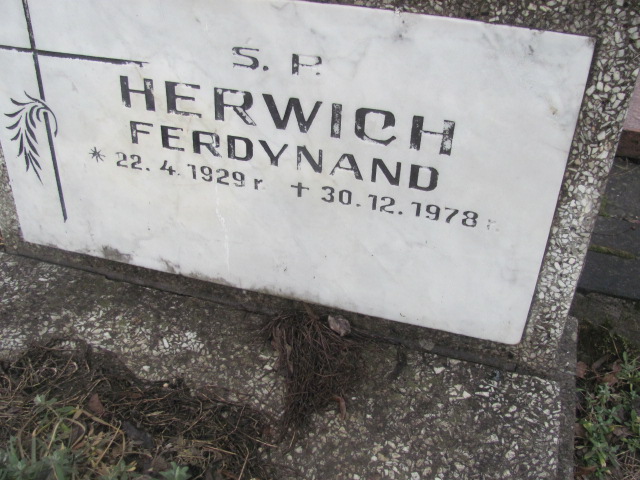 S. P.
HERWICH
FERDYNAND
* 22.4.1929 r. + 30.12.1978 r.